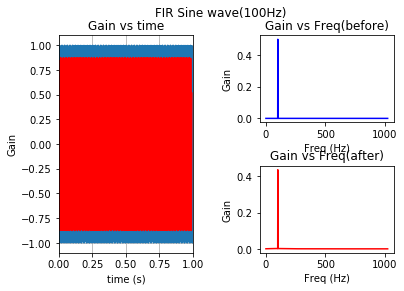 FIR Sine wave(100Hz)
Gain vs time
Gain
1.00
0.75
0.50
0.25
0.00
−0.25
−0.50
−0.75
−1.00
0.00 0.25 0.50 0.75 1.00
time (s)
Gain vs Freq(before)
Gain
0.4
0.2
0.0
0 500 1000
Freq (Hz)
Gain vs Freq(after)
Gain
0.4
0.2
0.0
0 500 1000
Freq (Hz)